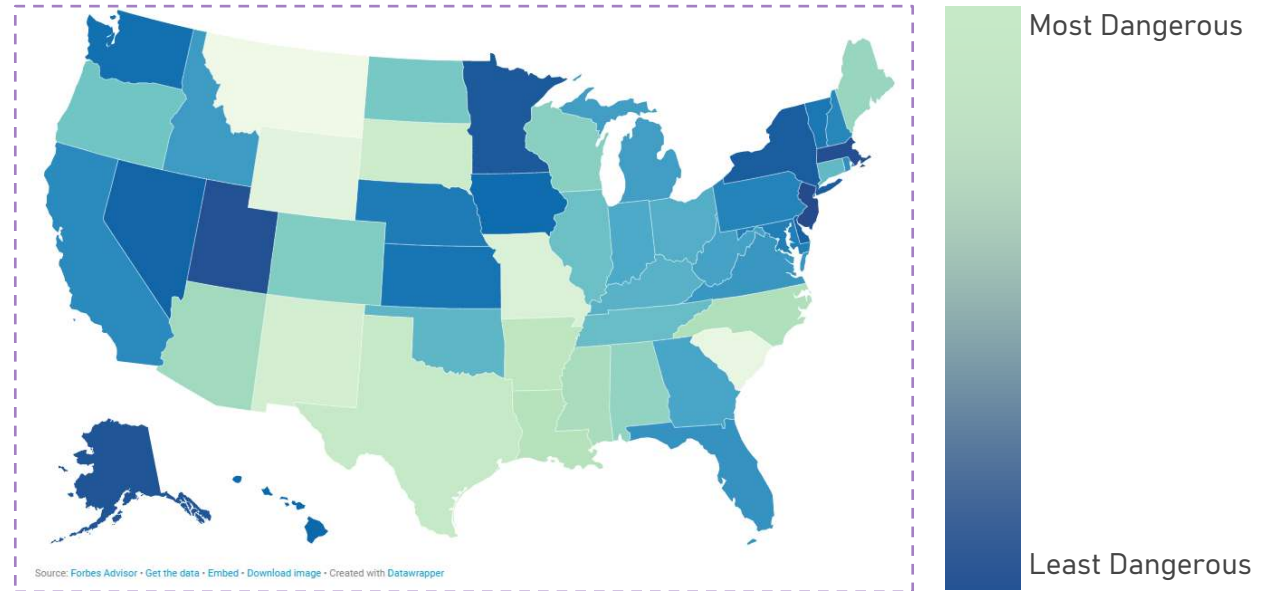 Most Dangerous
Least Dangerous
Source: Forbes Advisor • Get the data • Embed • Download image • Created with Datawrapper